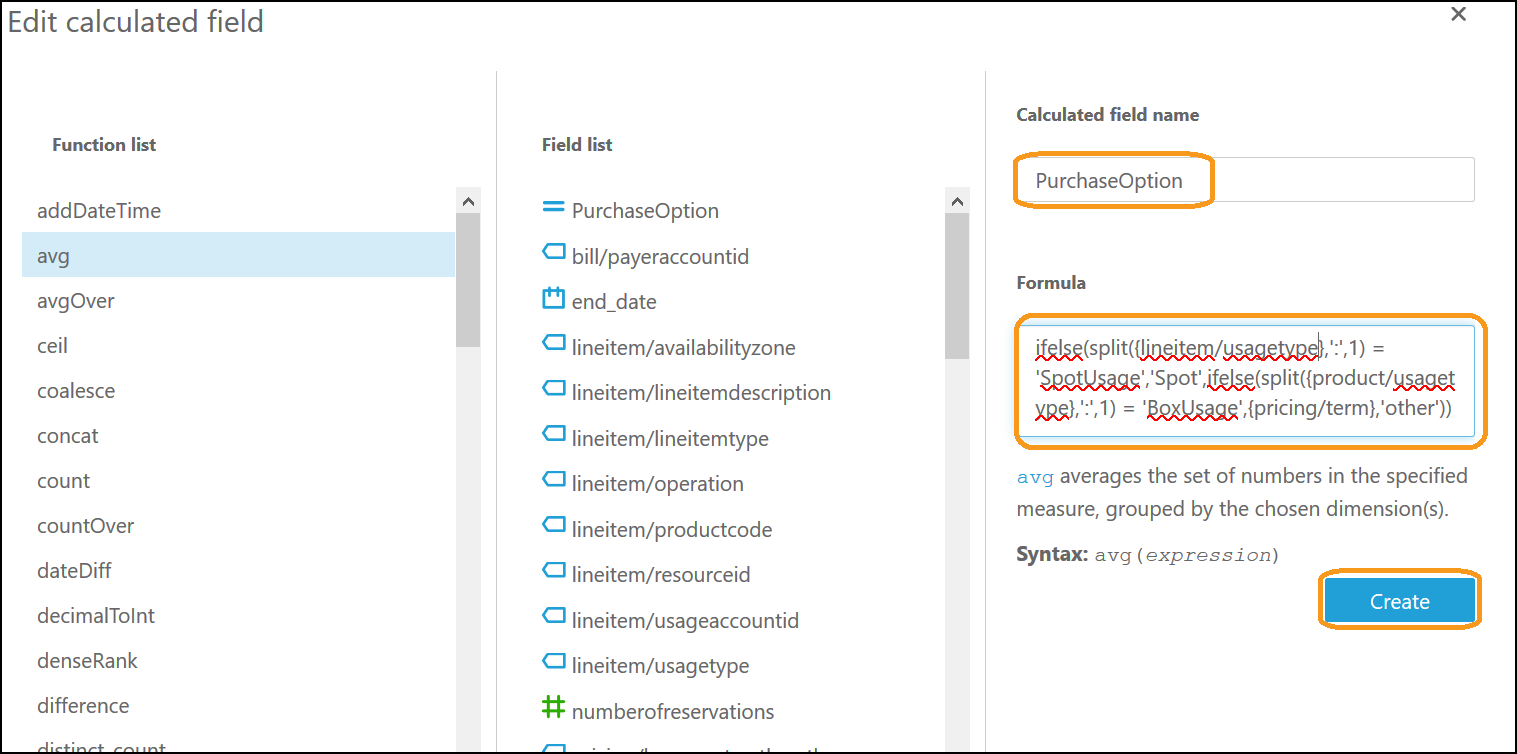 Edit calculated field
Function list
addDateTime
avg
avgOver
ceil
coalesce
concat
count
countOver
dateDiff
decimalToInt
denseRank
difference
distinct_count
Field list
PurchaseOption
bill/payeraccountid
end_date
lineitem/availabilityzone
lineitem/lineitemdescription
lineitem/lineitemtype
lineitem/operation
lineitem/productcode
lineitem/resourceid
lineitem/usageaccountid
lineitem/usagetype
numberofreservations
Calculated field name
PurchaseOption
Formula
ifelse(split({lineitem/usagetype},':',1) =
'SpotUsage','Spot',ifelse(split({product/usaget
ype},':',1) = 'BoxUsage',{pricing/term},'other'))
avg averages the set of numbers in the specified
measure, grouped by the chosen dimension(s).
Syntax: avg(expression)
Create